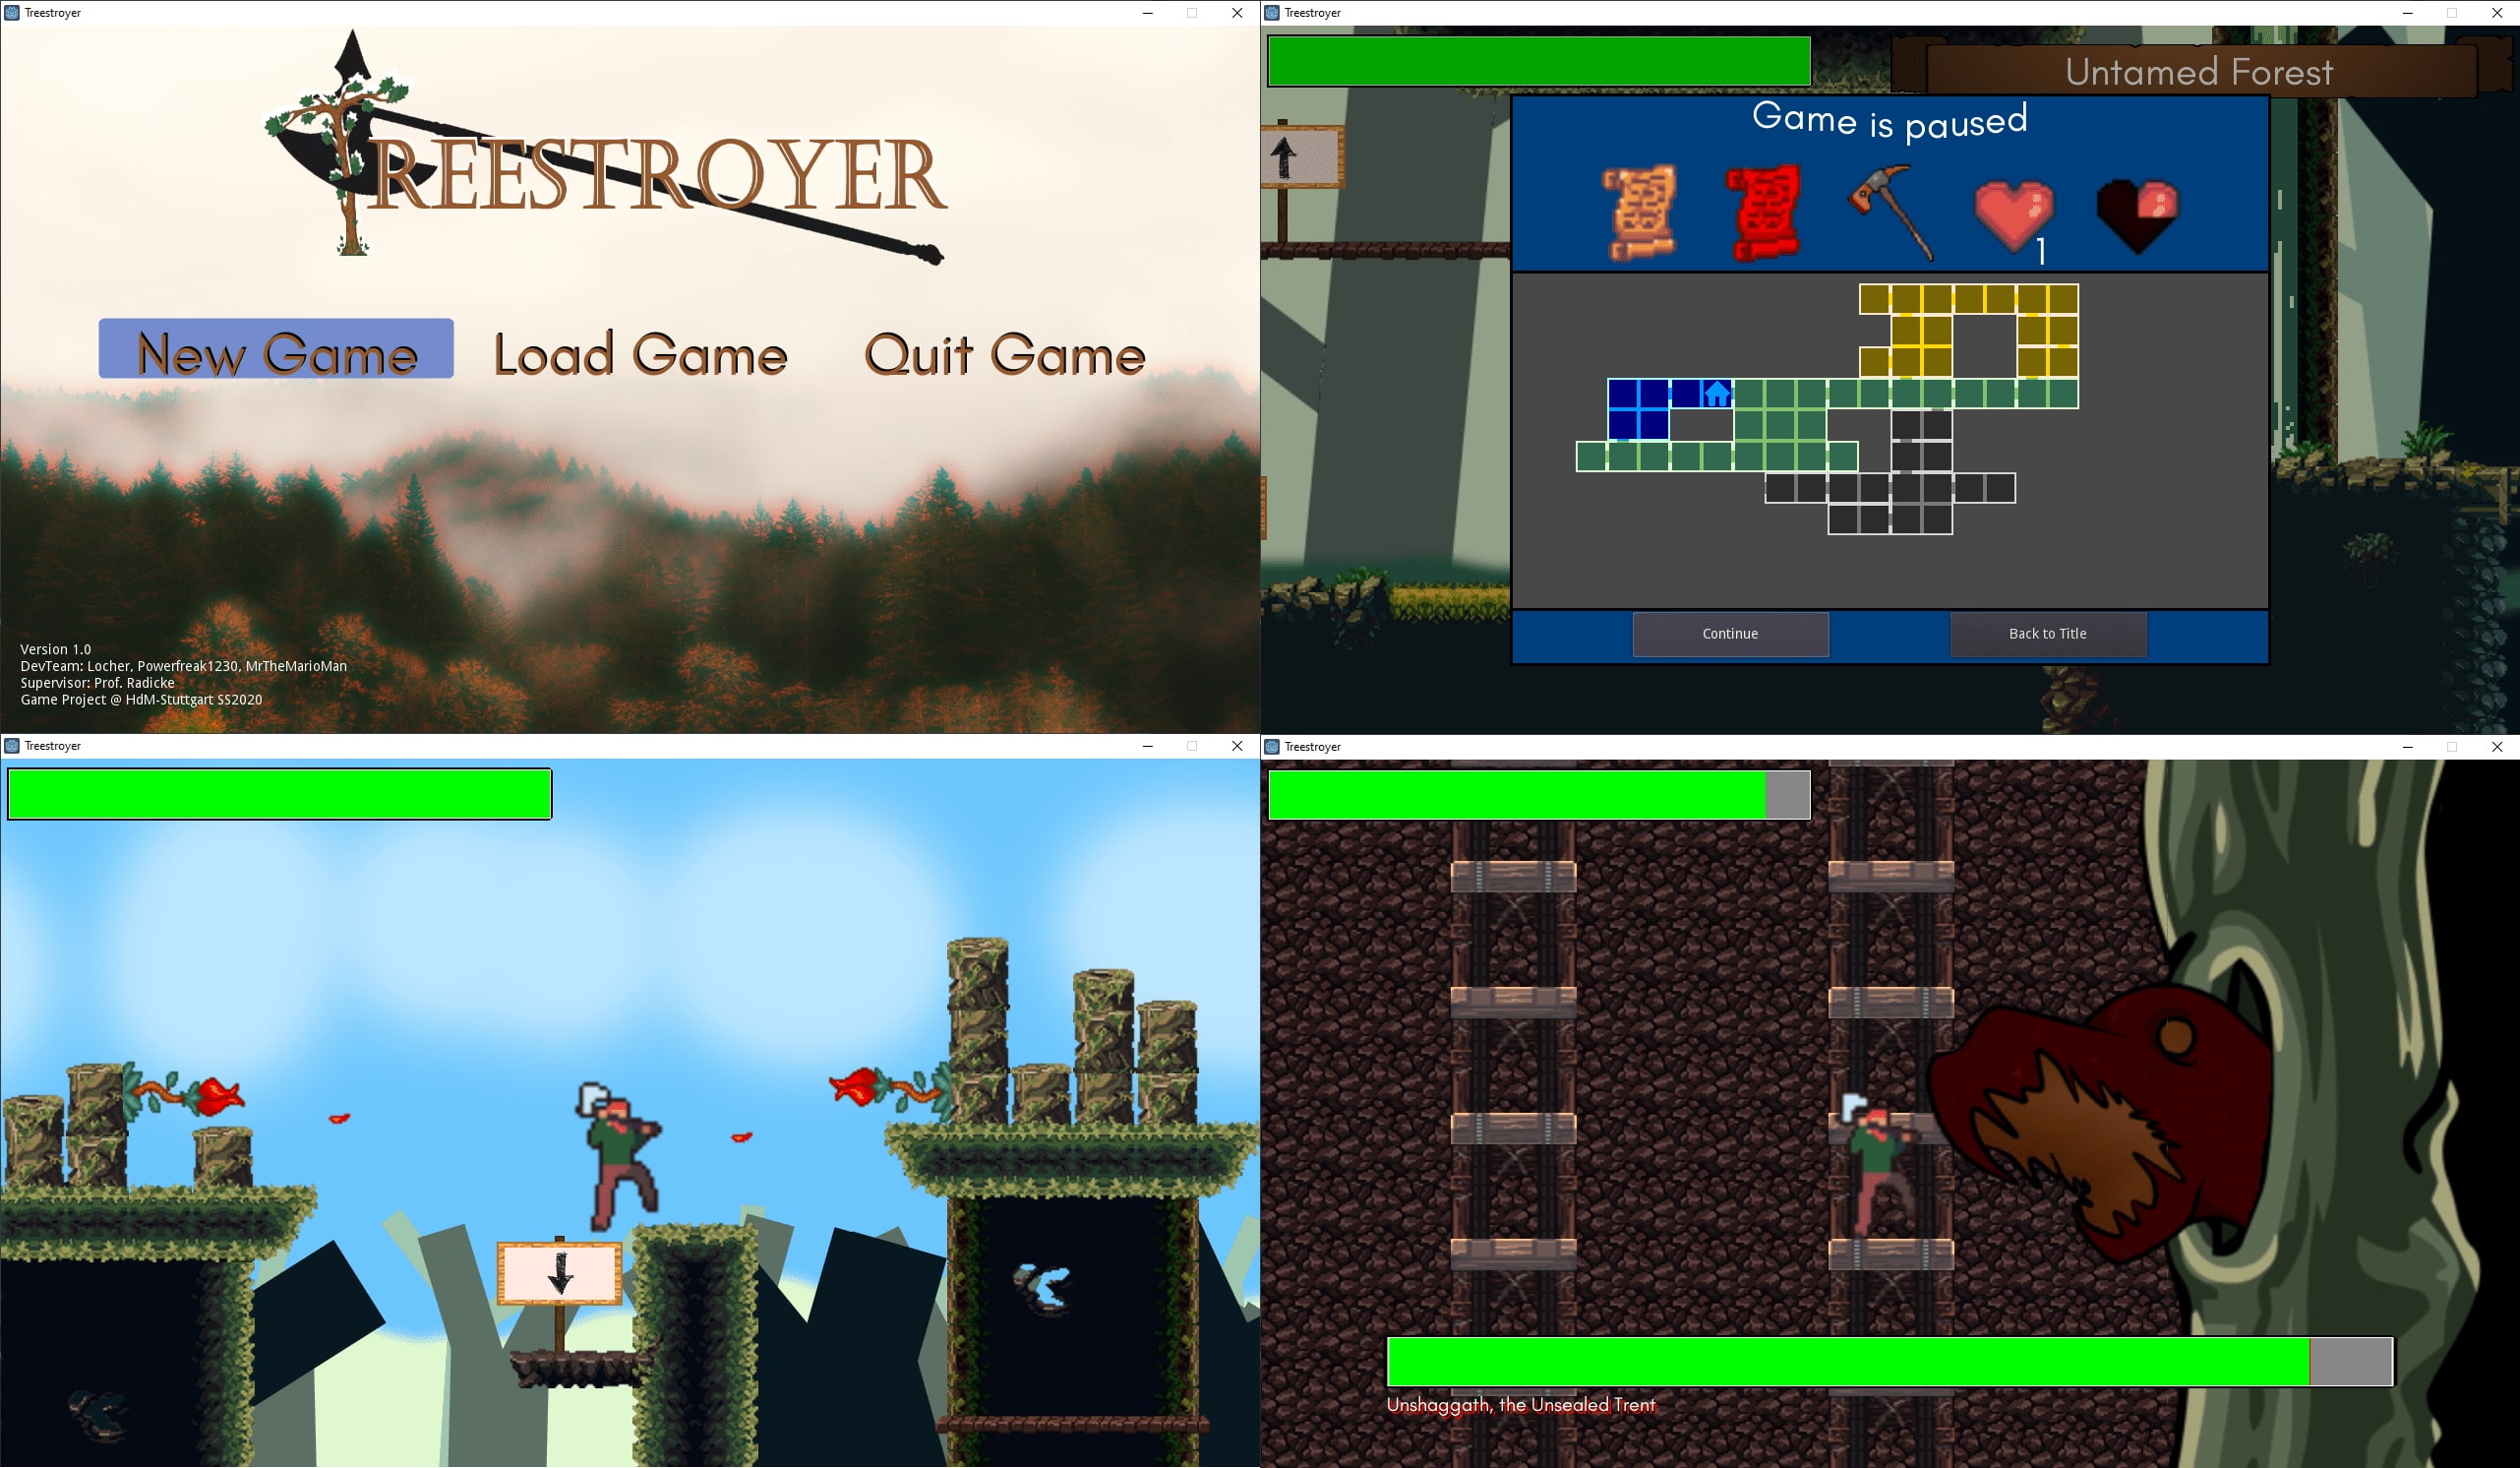 Treestroyer
TREESTROYER
New Game Load Game Quit Game
Version 1.0
DevTeam: Locher, Powerfreak1230, MrTheMarioMan
Supervisor: Prof. Radicke
Game Project @ HdM-Stuttgart SS2020
Treestroyer
Untamed Forest
Game is paused
1
Continue Back to Title
Treestroyer
Treestroyer
Unshaggath, the Unsealed Trent